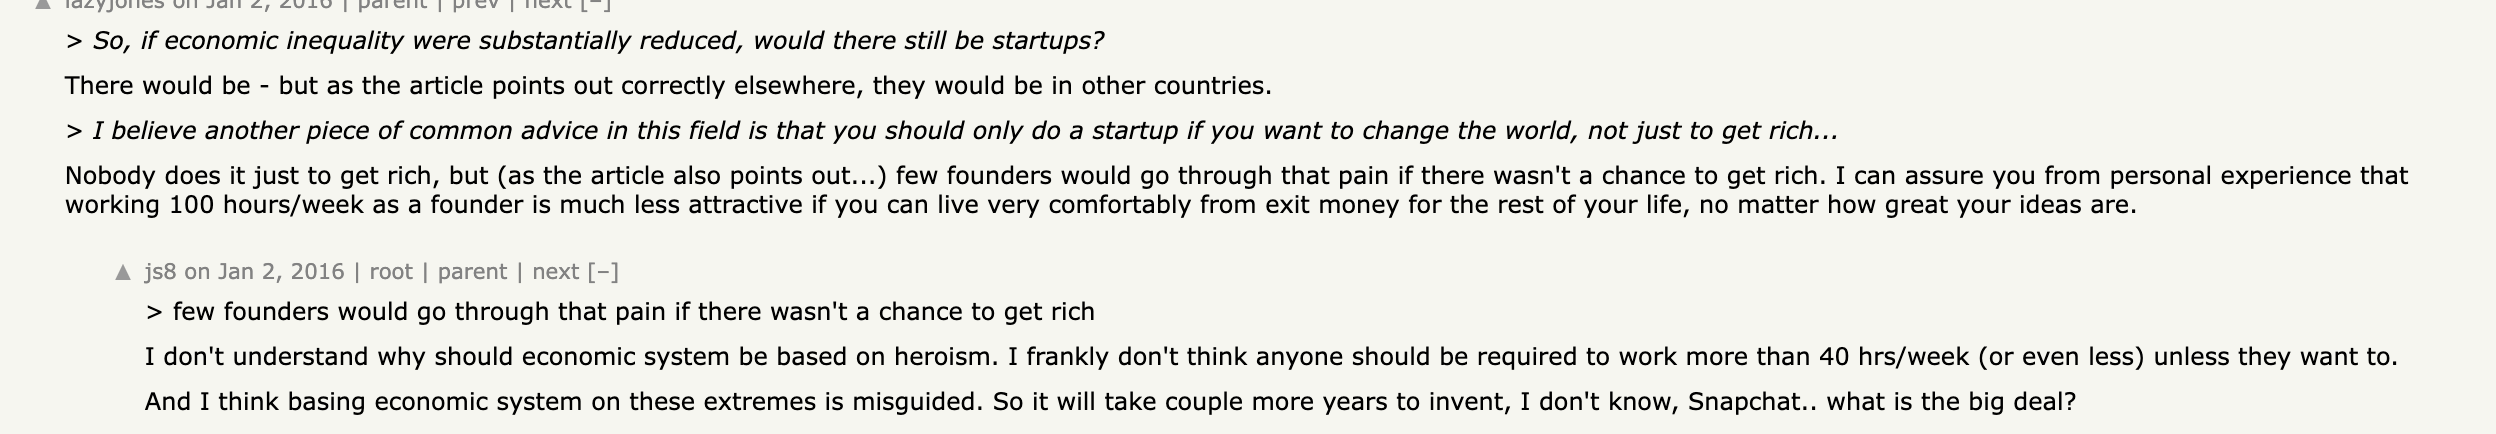 ▲ lazyjones on Jan 2, 2016 | parent | prev | next [–]
> So, if economic inequality were substantially reduced, would there still be startups?
There would be - but as the article points out correctly elsewhere, they would be in other countries.
> I believe another piece of common advice in this field is that you should only do a startup if you want to change the world, not just to get rich...
Nobody does it just to get rich, but (as the article also points out...) few founders would go through that pain if there wasn't a chance to get rich. I can assure you from personal experience that
working 100 hours/week as a founder is much less attractive if you can live very comfortably from exit money for the rest of your life, no matter how great your ideas are.
▲ js8 on Jan 2, 2016 | root | parent | next [–]
> few founders would go through that pain if there wasn't a chance to get rich
I don't understand why should economic system be based on heroism. I frankly don't think anyone should be required to work more than 40 hrs/week (or even less) unless they want to.
And I think basing economic system on these extremes is misguided. So it will take couple more years to invent, I don't know, Snapchat.. what is the big deal?